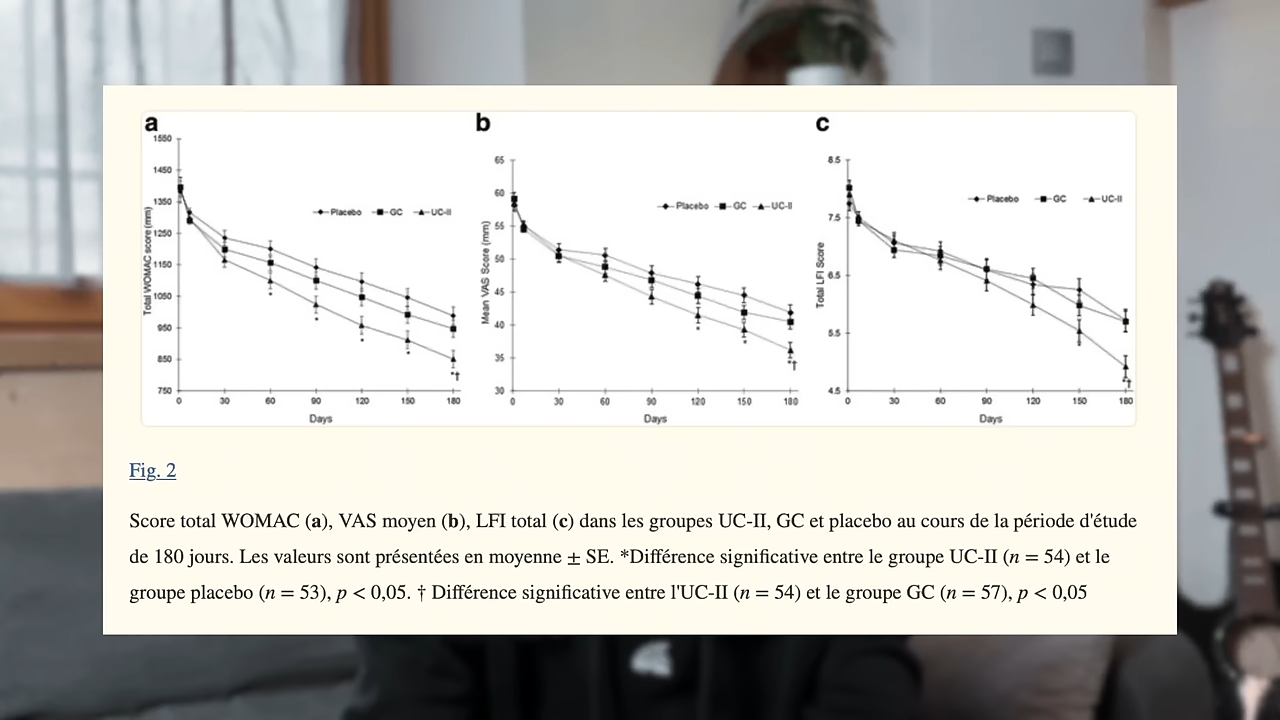 a
1550
1450
1350
1250
1150
1050
950
850
750
Total WOMAC score (mm)
Placebo GC UC-II
*
*
*
*
*†
0 30 60 90 120 150 180
Days
b
65
60
55
50
45
40
35
30
Mean VAS Score (mm)
Placebo GC UC-II
*
*
*†
0 30 60 90 120 150 180
Days
c
8.5
7.5
6.5
5.5
4.5
Total LFI Score
Placebo GC UC-II
*
*†
0 30 60 90 120 150 180
Days
Fig. 2
Score total WOMAC (a), VAS moyen (b), LFI total (c) dans les groupes UC-II, GC et placebo au cours de la période d'étude
de 180 jours. Les valeurs sont présentées en moyenne ± SE. *Différence significative entre le groupe UC-II (n = 54) et le
groupe placebo (n = 53), p < 0,05. † Différence significative entre l'UC-II (n = 54) et le groupe GC (n = 57), p < 0,05